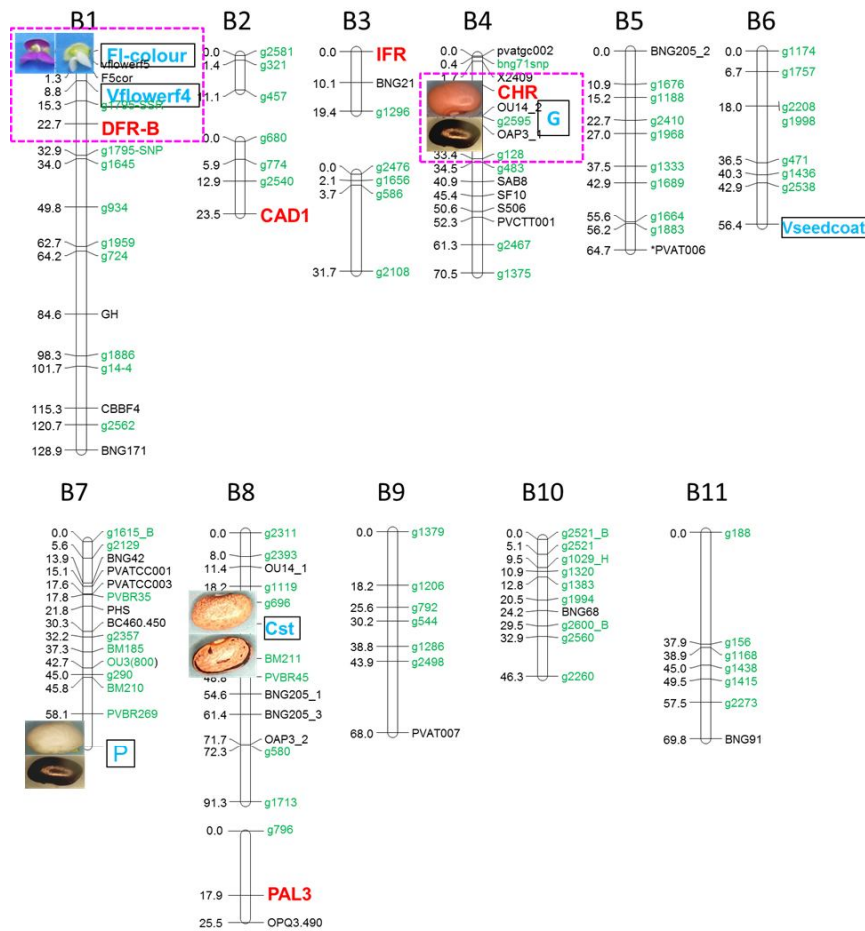 B1
B2
B3
B4
B5
B6
Fl-colour
vflowerf5
1.3 F5cor
8.8 Vflowerf4
15.3 g1795-SSR
22.7 DFR-B
32.9 g1795-SNP
34.0 g1645
49.8 g934
62.7 g1959
64.2 g724
84.6 GH
98.3 g1886
101.7 g14-4
115.3 CBBF4
120.7 g2562
128.9 BNG171
0.0 g2581
1.4 g321
11.1 g457
0.0 g680
5.9 g774
12.9 g2540
23.5 CAD1
0.0 IFR
10.1 BNG21
19.4 g1296
0.0 g2476
2.1 g1656
3.7 g586
31.7 g2108
0.0 pvatgc002
0.4 bng71snp
1.7 X2409
CHR
OU14_2
g2595
G
OAP3_1
33.4 g128
34.5 g483
40.9 SAB8
45.4 SF10
50.6 S506
52.3 PVCTT001
61.3 g2467
70.5 g1375
0.0 BNG205_2
10.9 g1676
15.2 g1188
22.7 g2410
27.0 g1968
37.5 g1333
42.9 g1689
55.6 g1664
56.2 g1883
64.7 *PVAT006
0.0 g1174
6.7 g1757
18.0 g2208
g1998
36.5 g471
40.3 g1436
42.9 g2538
56.4 Vseedcoat
B7
B8
B9
B10
B11
0.0 g1615_B
5.6 g2129
13.9 BNG42
15.1 PVATCC001
17.6 PVATCC003
17.8 PVBR35
21.8 PHS
30.3 BC460.450
32.2 g2357
37.3 BM185
42.7 OU3(800)
45.0 g290
45.8 BM210
58.1 PVBR269
P
0.0 g2311
8.0 g2393
11.4 OU14_1
18.2 g1119
g696
Cst
BM211
48.8 PVBR45
54.6 BNG205_1
61.4 BNG205_3
71.7 OAP3_2
72.3 g580
91.3 g1713
0.0 g796
17.9 PAL3
25.5 OPQ3.490
0.0 g1379
18.2 g1206
25.6 g792
30.2 g544
38.8 g1286
43.9 g2498
68.0 PVAT007
0.0 g2521_B
5.1 g2521
9.5 g1029_H
10.9 g1320
12.8 g1383
20.5 g1994
24.2 BNG68
29.5 g2600_B
32.9 g2560
46.3 g2260
0.0 g188
37.9 g156
38.9 g1168
45.0 g1438
49.5 g1415
57.5 g2273
69.8 BNG91